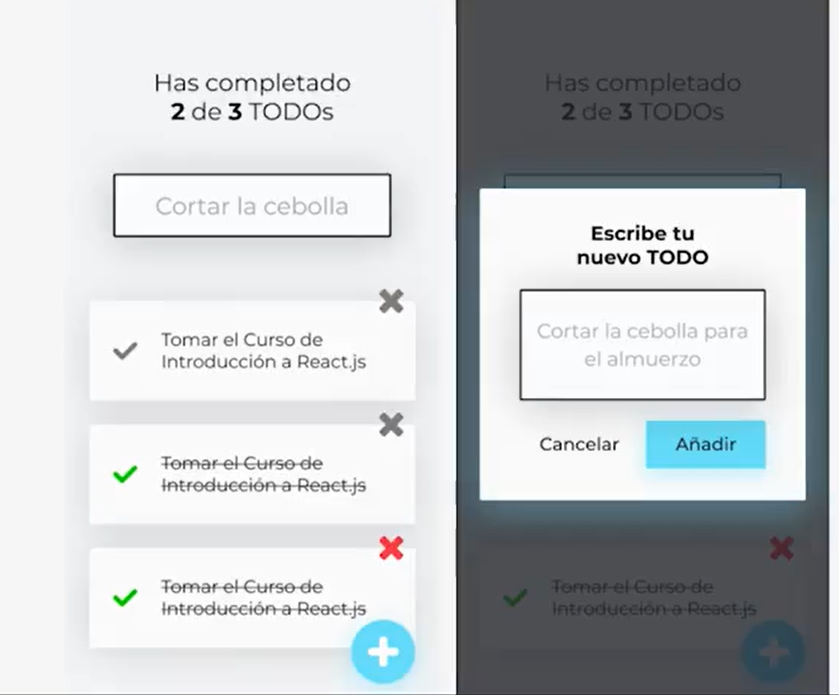 Has completado
2 de 3 TODOs
Cortar la cebolla
Tomar el Curso de
Introducción a React.js
Tomar el Curso de
Introducción a React.js
Tomar el Curso de
Introducción a React.js
Has completado
2 de 3 TODOs
Escribe tu
nuevo TODO
Cortar la cebolla para
el almuerzo
Cancelar
Añadir
Tomar el Curso de
Introducción a React.js